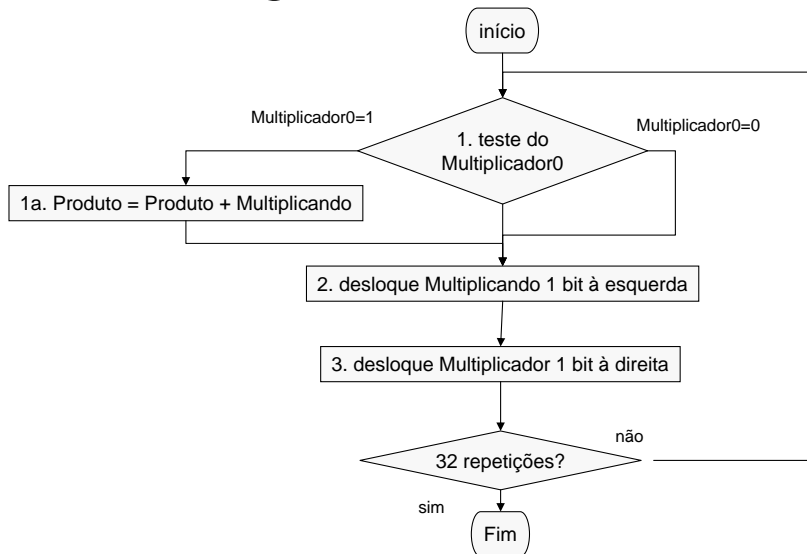 início
Multiplicador0=1
Multiplicador0=0
1. teste do
Multiplicador0
1a. Produto = Produto + Multiplicando
2. desloque Multiplicando 1 bit à esquerda
3. desloque Multiplicador 1 bit à direita
não
32 repetições?
sim
Fim